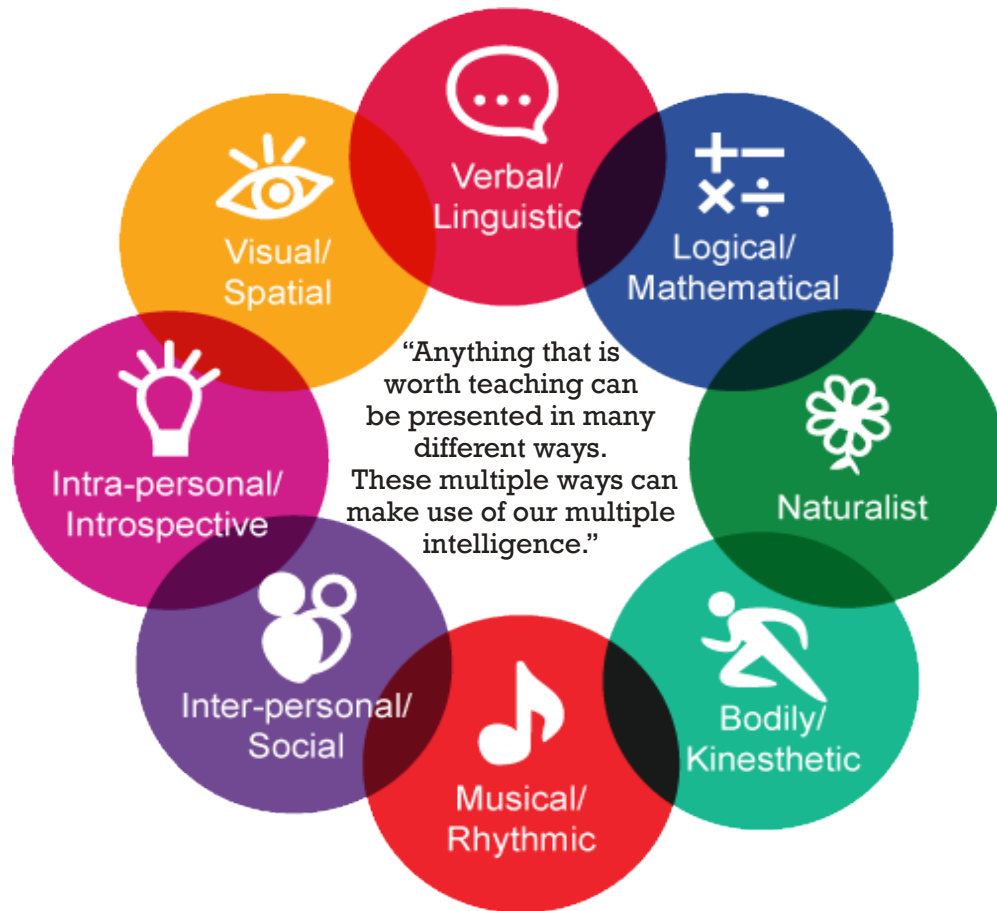 Verbal/
Linguistic
Logical/
Mathematical
Naturalist
Bodily/
Kinesthetic
Musical/
Rhythmic
Inter-personal/
Social
Intra-personal/
Introspective
Visual/
Spatial
“Anything that is
worth teaching can
be presented in many
different ways.
These multiple ways can
make use of our multiple
intelligence.”